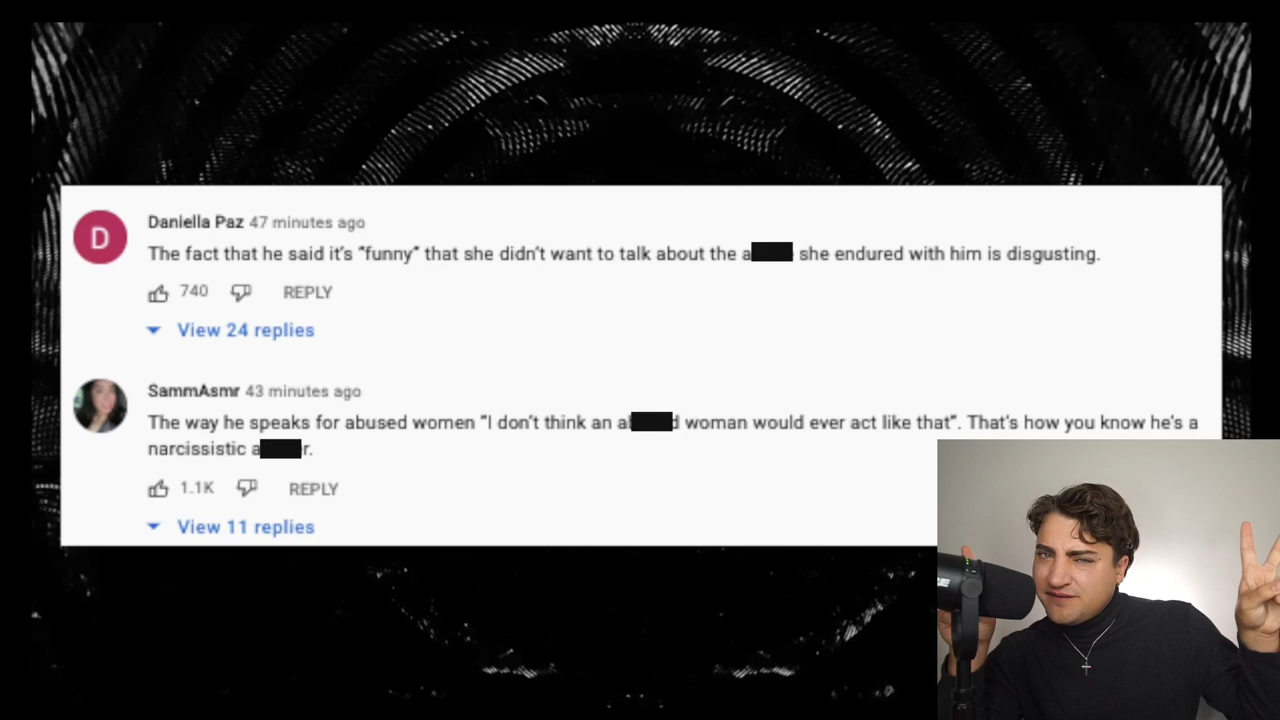 D
Daniella Paz 47 minutes ago
The fact that he said it's “funny” that she didn't want to talk about the a she endured with him is disgusting.
740 REPLY
View 24 replies
SammAsmr 43 minutes ago
The way he speaks for abused women “I don't think an a d woman would ever act like that”. That's how you know he's a
narcissistic a r.
1.1K REPLY
View 11 replies